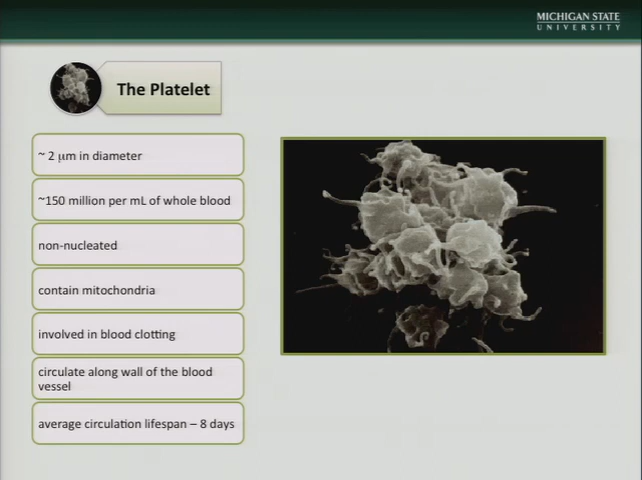 MICHIGAN STATE
UNIVERSITY
The Platelet
~ 2 μm in diameter
~150 million per mL of whole blood
non-nucleated
contain mitochondria
involved in blood clotting
circulate along wall of the blood
vessel
average circulation lifespan – 8 days